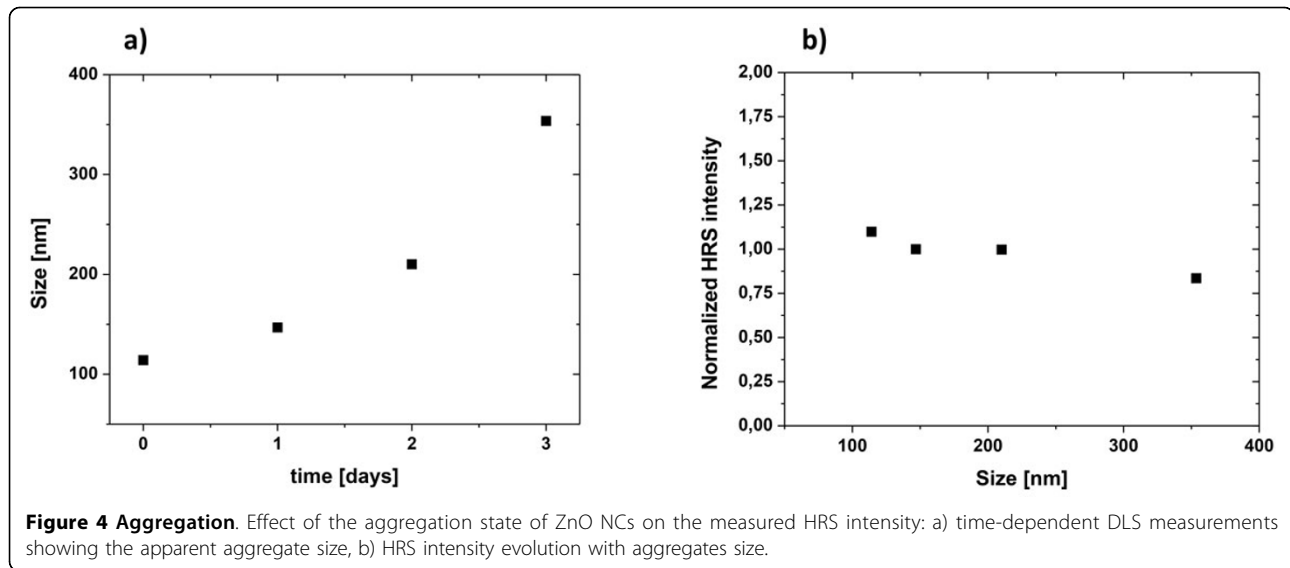 a)
400
300
200
100
Size [nm]
0
1
2
3
time [days]
b)
2,00
1,75
1,50
1,25
1,00
0,75
0,50
0,25
0,00
Normalized HRS intensity
100
200
300
400
Size [nm]
Figure 4 Aggregation. Effect of the aggregation state of ZnO NCs on the measured HRS intensity: a) time-dependent DLS measurements
showing the apparent aggregate size, b) HRS intensity evolution with aggregates size.